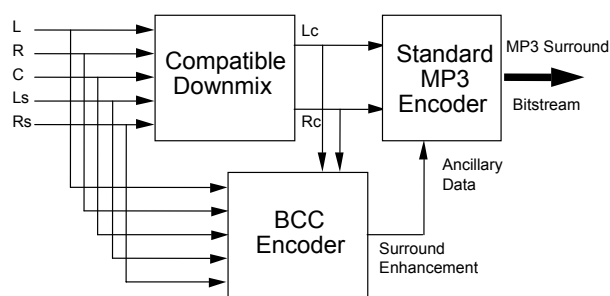 L
R
C
Ls
Rs
Compatible
Downmix
Lc
Rc
Standard
MP3
Encoder
MP3 Surround
Bitstream
BCC
Encoder
Surround
Enhancement
Ancillary
Data